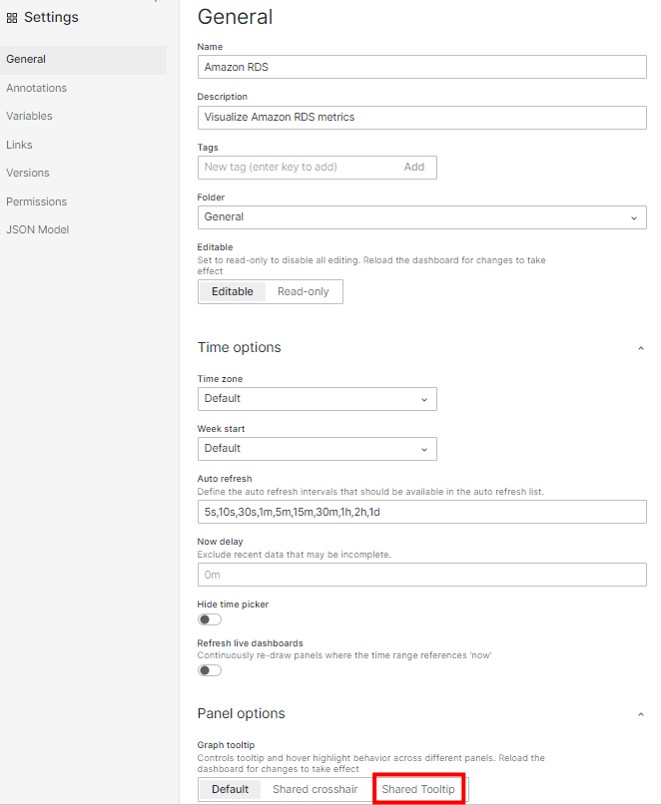 Settings
General
Annotations
Variables
Links
Versions
Permissions
JSON Model
General
Name
Amazon RDS
Description
Visualize Amazon RDS metrics
Tags
New tag (enter key to add) Add
Folder
General
Editable
Set to read-only to disable all editing. Reload the dashboard for changes to take
effect
Editable Read-only
Time options
Time zone
Default
Week start
Default
Auto refresh
Define the auto refresh intervals that should be available in the auto refresh list.
5s,10s,30s,1m,5m,15m,30m,1h,2h,1d
Now delay
Exclude recent data that may be incomplete.
0m
Hide time picker
Refresh live dashboards
Continuously re-draw panels where the time range references 'now'
Panel options
Graph tooltip
Controls tooltip and hover highlight behavior across different panels. Reload the
dashboard for changes to take effect
Default Shared crosshair Shared Tooltip